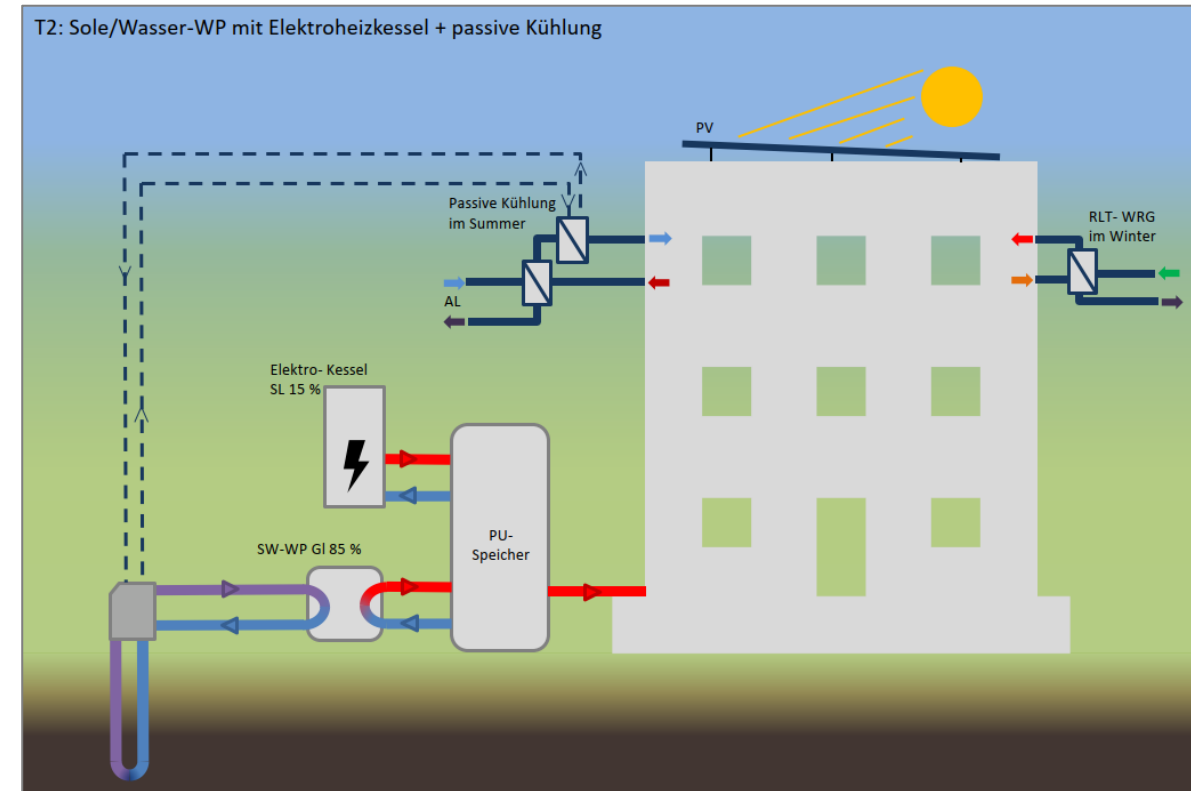 T2: Sole/Wasser-WP mit Elektroheizkessel + passive Kühlung
PV
Passive Kühlung
im Summer
RLT- WRG
im Winter
AL
Elektro- Kessel
SL 15 %
PU-
Speicher
SW-WP Gl 85 %